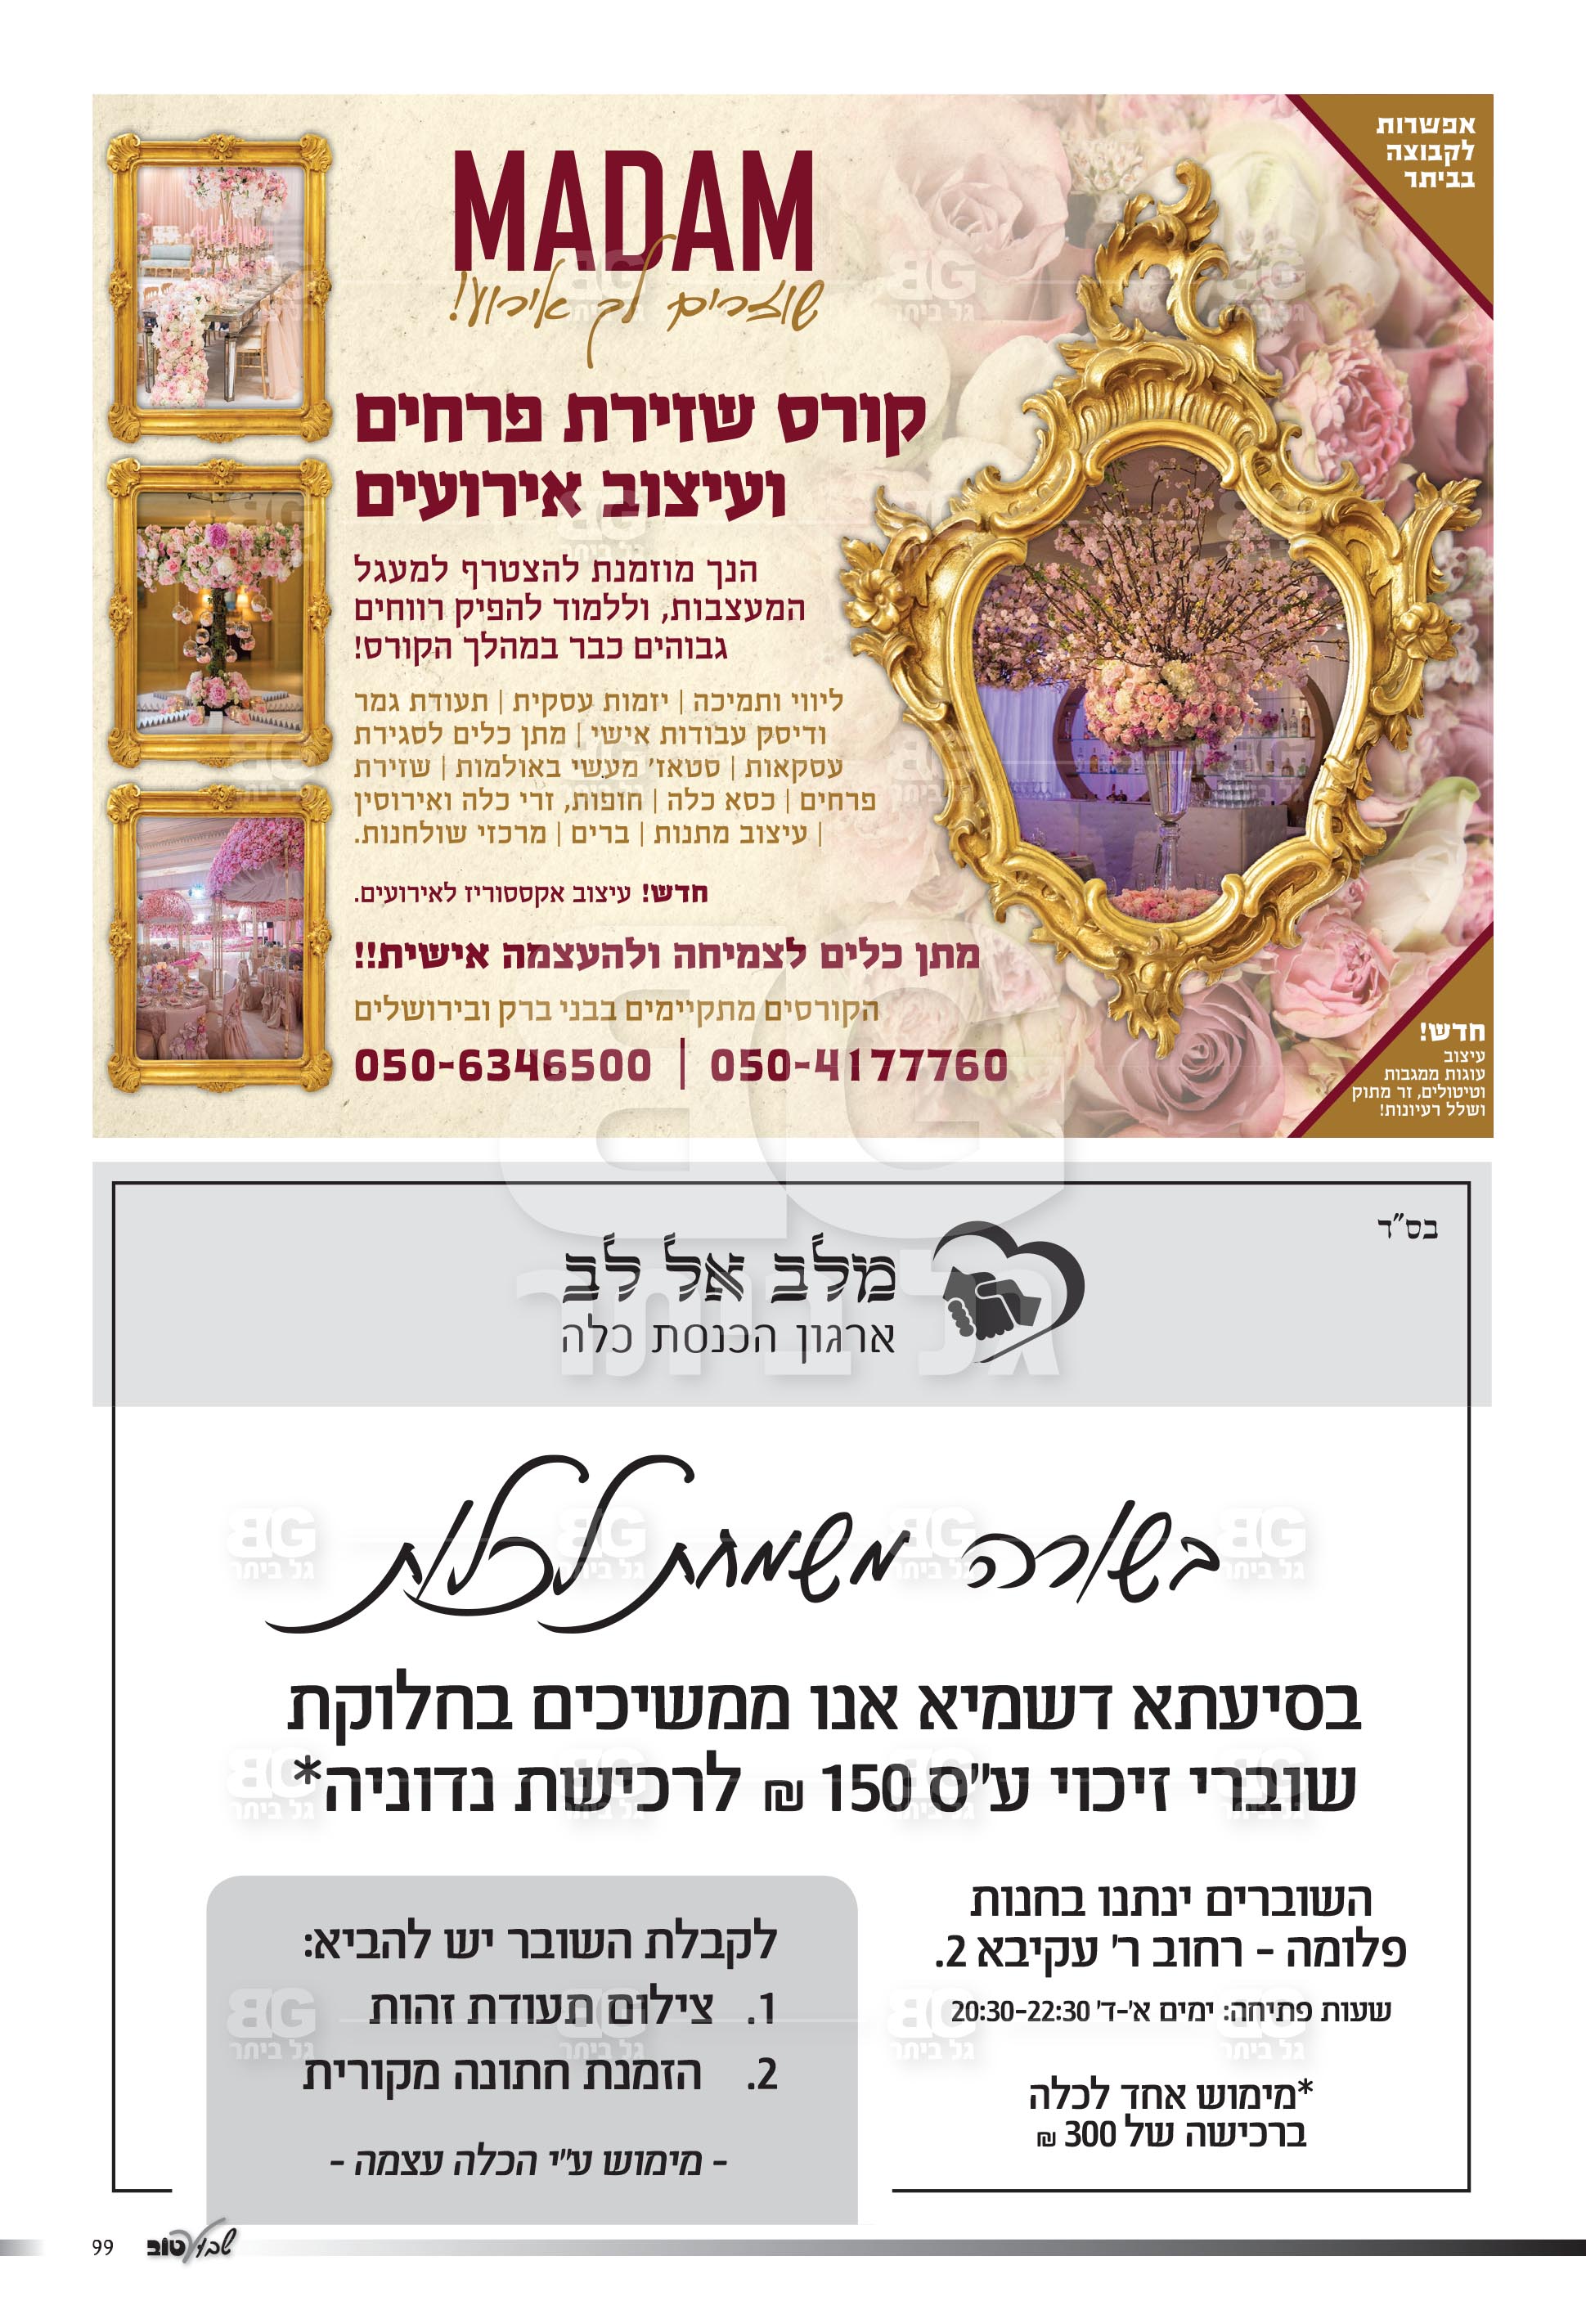 אפשרות
לקבוצה
בביתר
MADAM
שוזרים לך אירוע!
קורס שזירת פרחים
ועיצוב אירועים
הנך מוזמנת להצטרף למעגל
המעצבות, וללמוד להפיק רווחים
גבוהים כבר במהלך הקורס!
ליווי ותמיכה | יזמות עסקית | תעודת גמר
ודיסק עבודות אישי | מתן כלים לסגירת
עסקאות | סטאז' מעשי באולמות | שזירת
פרחים | כסא כלה | חופות, זרי כלה ואירוסין
| עיצוב מתנות | ברים | מרכזי שולחנות.
חדש! עיצוב אקססוריז לאירועים.
מתן כלים לצמיחה ולהעצמה אישית!!
הקורסים מתקיימים בבני ברק ובירושלים
050-6346500 | 050-4177760
חדש!
עיצוב
עוגות ממגבות
וטיטולים, זר מתוק
ושלל רעיונות!
BG
גל ביתר
בס"ד
מלב אל לב
ארגון הכנסת כלה
בשורה משמחת לכלות
בסיעתא דשמיא אנו ממשיכים בחלוקת
שוברי זיכוי ע"ס 150 ₪ לרכישת נדוניה*
השוברים ינתנו בחנות
פלומה - רחוב ר' עקיבא 2.
שעות פתיחה: ימים א'-ד' 20:30-22:30
*מימוש אחד לכלה
ברכישה של 300 ₪
לקבלת השובר יש להביא:
1. צילום תעודת זהות
2. הזמנת חתונה מקורית
- מימוש ע"י הכלה עצמה -
99
שבוע טוב